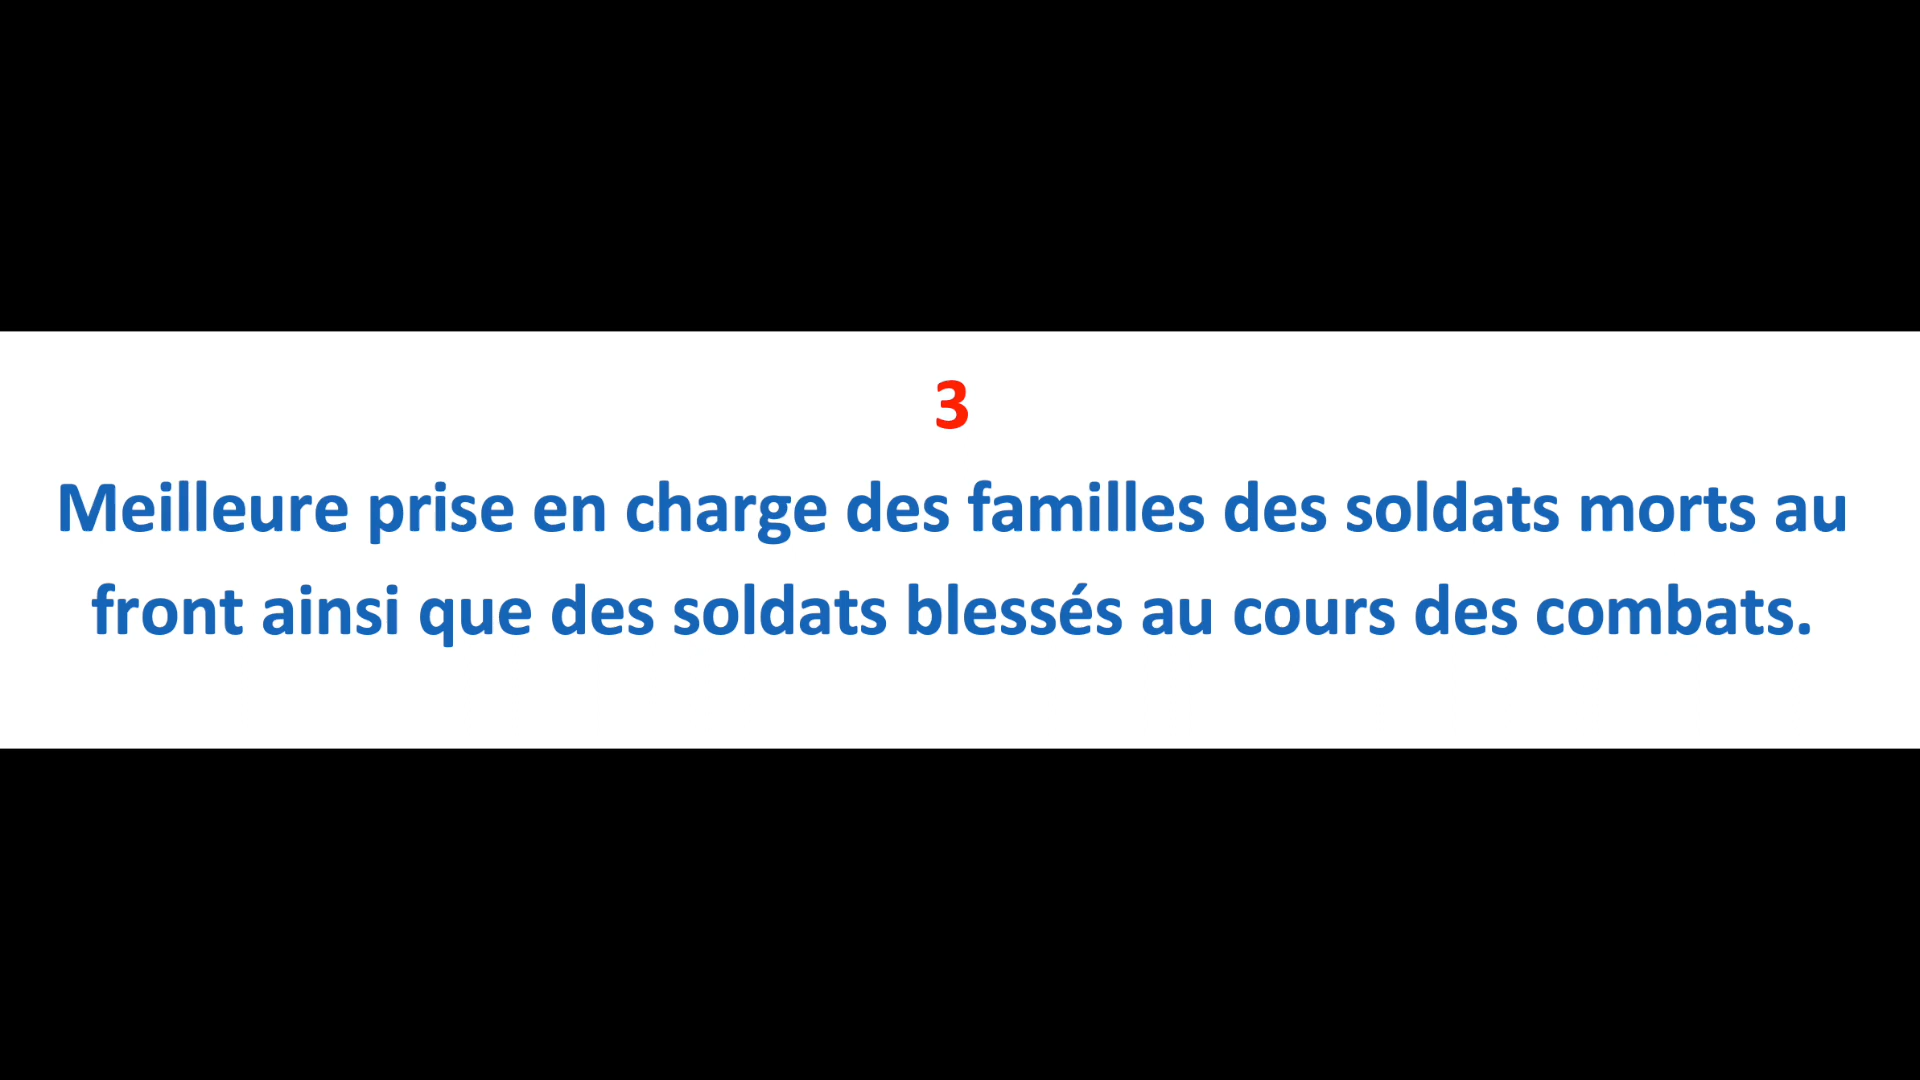 3
Meilleure prise en charge des familles des soldats morts au
front ainsi que des soldats blessés au cours des combats.